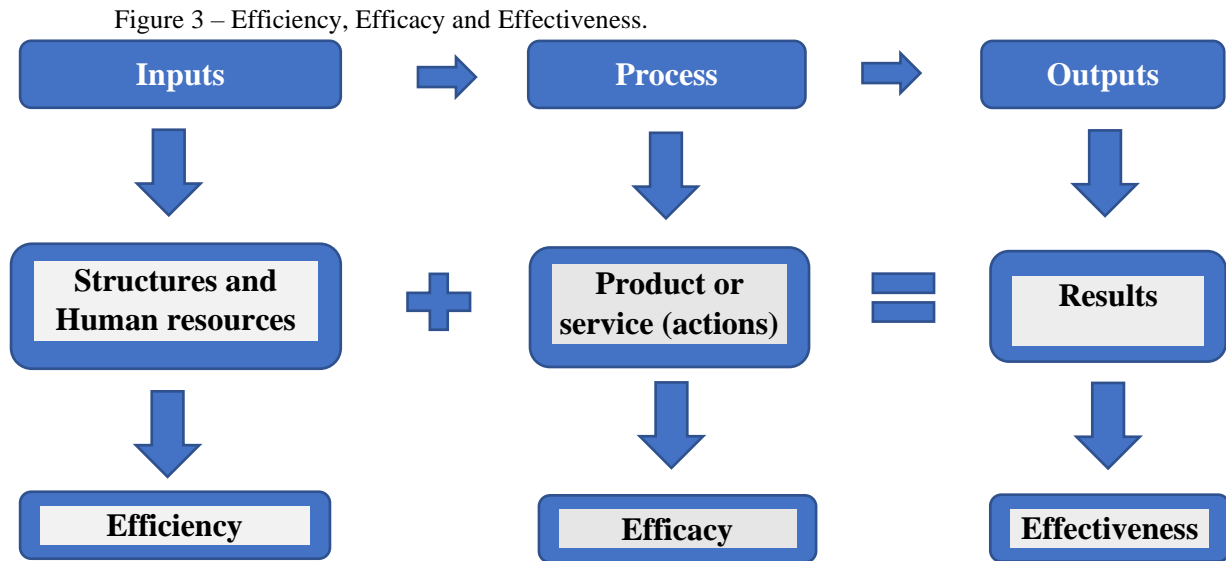 Figure 3 – Efficiency, Efficacy and Effectiveness.
Inputs
Process
Outputs
Structures and
Human resources
Product or
service (actions)
Results
Efficiency
Efficacy
Effectiveness